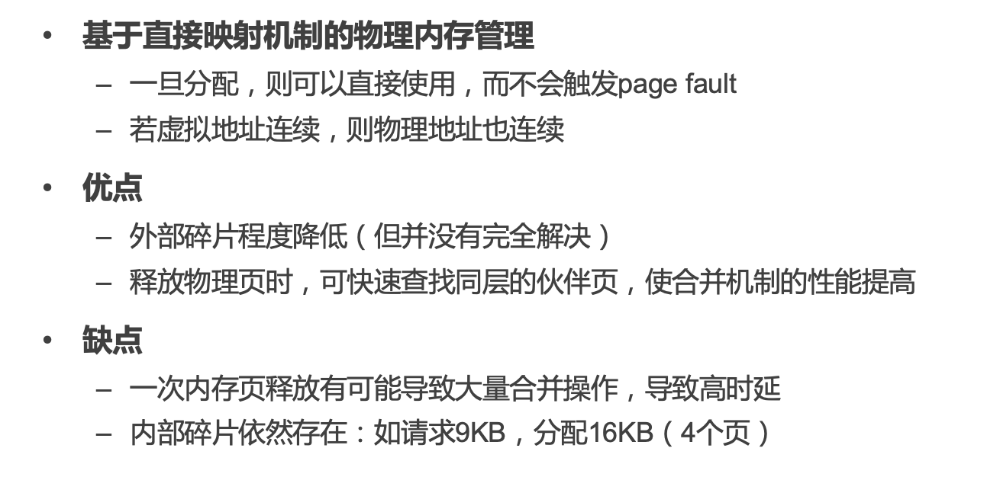 • 基于直接映射机制的物理内存管理
– 一旦分配，则可以直接使用，而不会触发page fault
– 若虚拟地址连续，则物理地址也连续
• 优点
– 外部碎片程度降低（但并没有完全解决）
– 释放物理页时，可快速查找同层的伙伴页，使合并机制的性能提高
• 缺点
– 一次内存页释放有可能导致大量合并操作，导致高时延
– 内部碎片依然存在：如请求9KB，分配16KB（4个页）